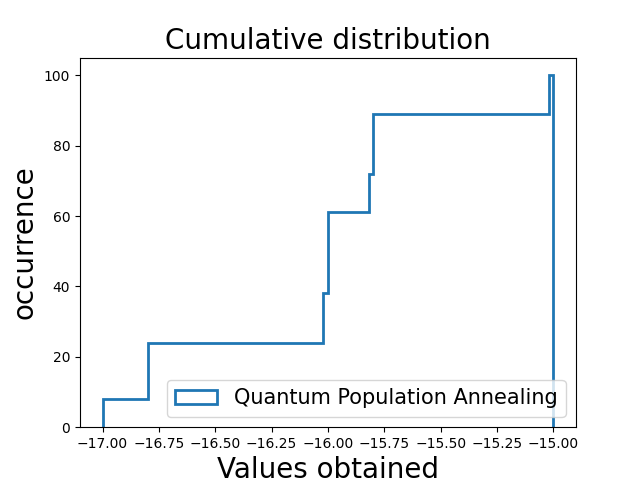 Cumulative distribution
100
80
60
40
20
0
occurrence
Quantum Population Annealing
−17.00 −16.75 −16.50 −16.25 −16.00 −15.75 −15.50 −15.25 −15.00
Values obtained